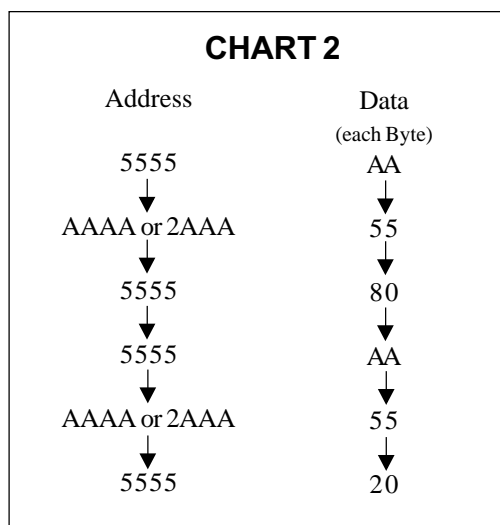 CHART 2
Address Data
(each Byte)
5555 AA
AAAA or 2AAA 55
5555 80
5555 AA
AAAA or 2AAA 55
5555 20